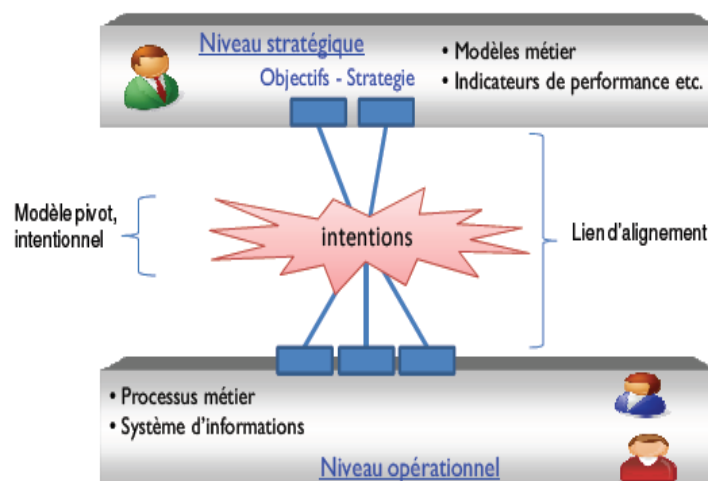 Niveau stratégique
Objectifs - Strategie
• Modèles métier
• Indicateurs de performance etc.
Modèle pivot,
intentionnel
intentions
Lien d'alignement
• Processus métier
• Système d'informations
Niveau opérationnel